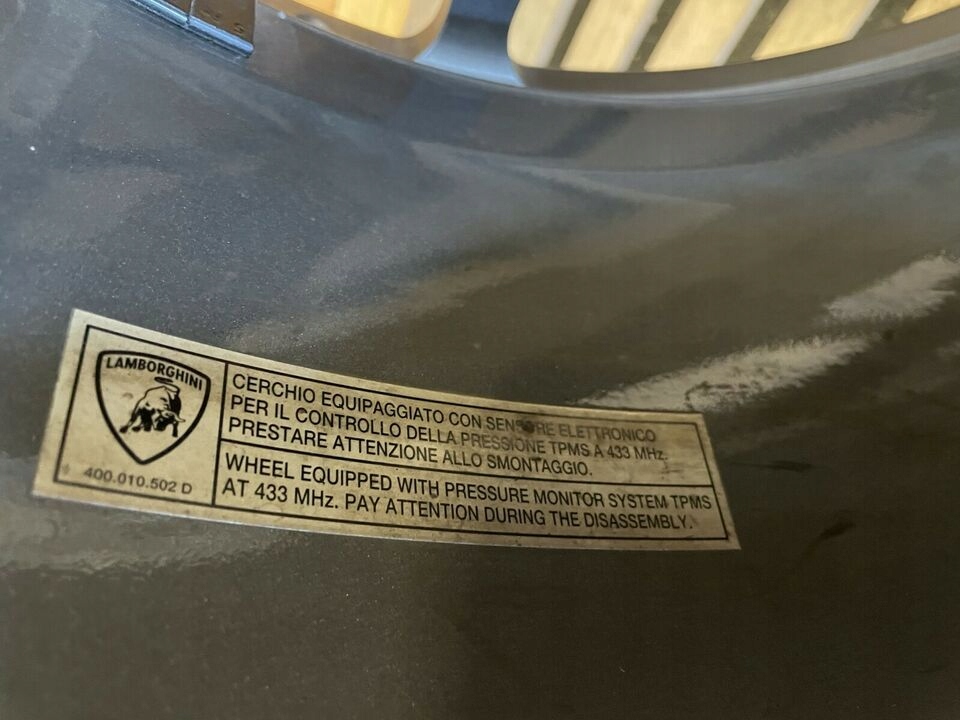 LAMBORGHINI
400.010.502 D
CERCHIO EQUIPAGGIATO CON SENSORE ELETTRONICO
PER IL CONTROLLO DELLA PRESSIONE TPMS A 433 MHz.
PRESTARE ATTENZIONE ALLO SMONTAGGIO.
WHEEL EQUIPPED WITH PRESSURE MONITOR SYSTEM TPMS
AT 433 MHz. PAY ATTENTION DURING THE DISASSEMBLY.